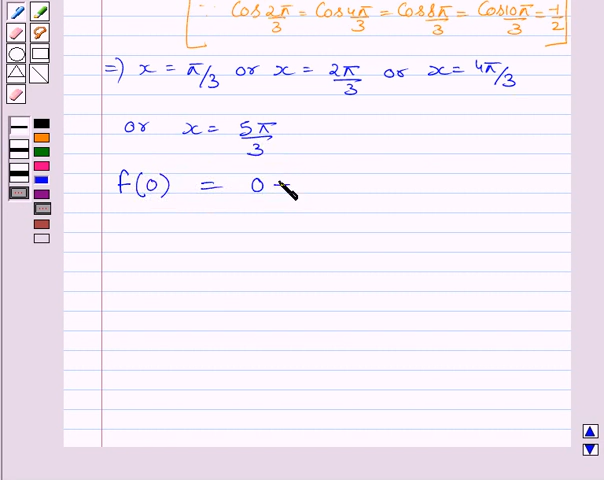 ∵ Cos 2π/3 = Cos 4π/3 = Cos 8π/3 = Cos 10π/3 = -1/2
=) x = π/3 or x = 2π/3 or x = 4π/3
or x = 5π/3
f(0) = 0 -